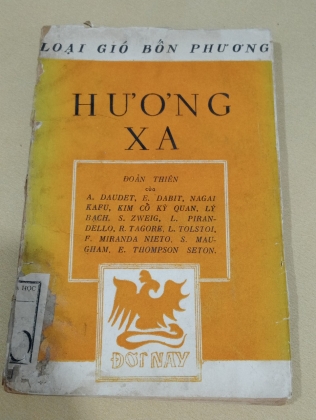 LOẠI GIÓ BỐN PHƯƠNG
HƯƠNG
XA
ĐOẢN THIÊN
của
A. DAUDET, E. DABIT, NAGAI
KAFU, KIM CỔ KỲ QUAN, LÝ
BẠCH, S. ZWEIG, L. PIRAN-
DELLO, R. TAGORE, L. TOLSTOI,
F. MIRANDA NIETO, S. MAU-
GHAM, E. THOMPSON SETON.
ĐỜI NAY